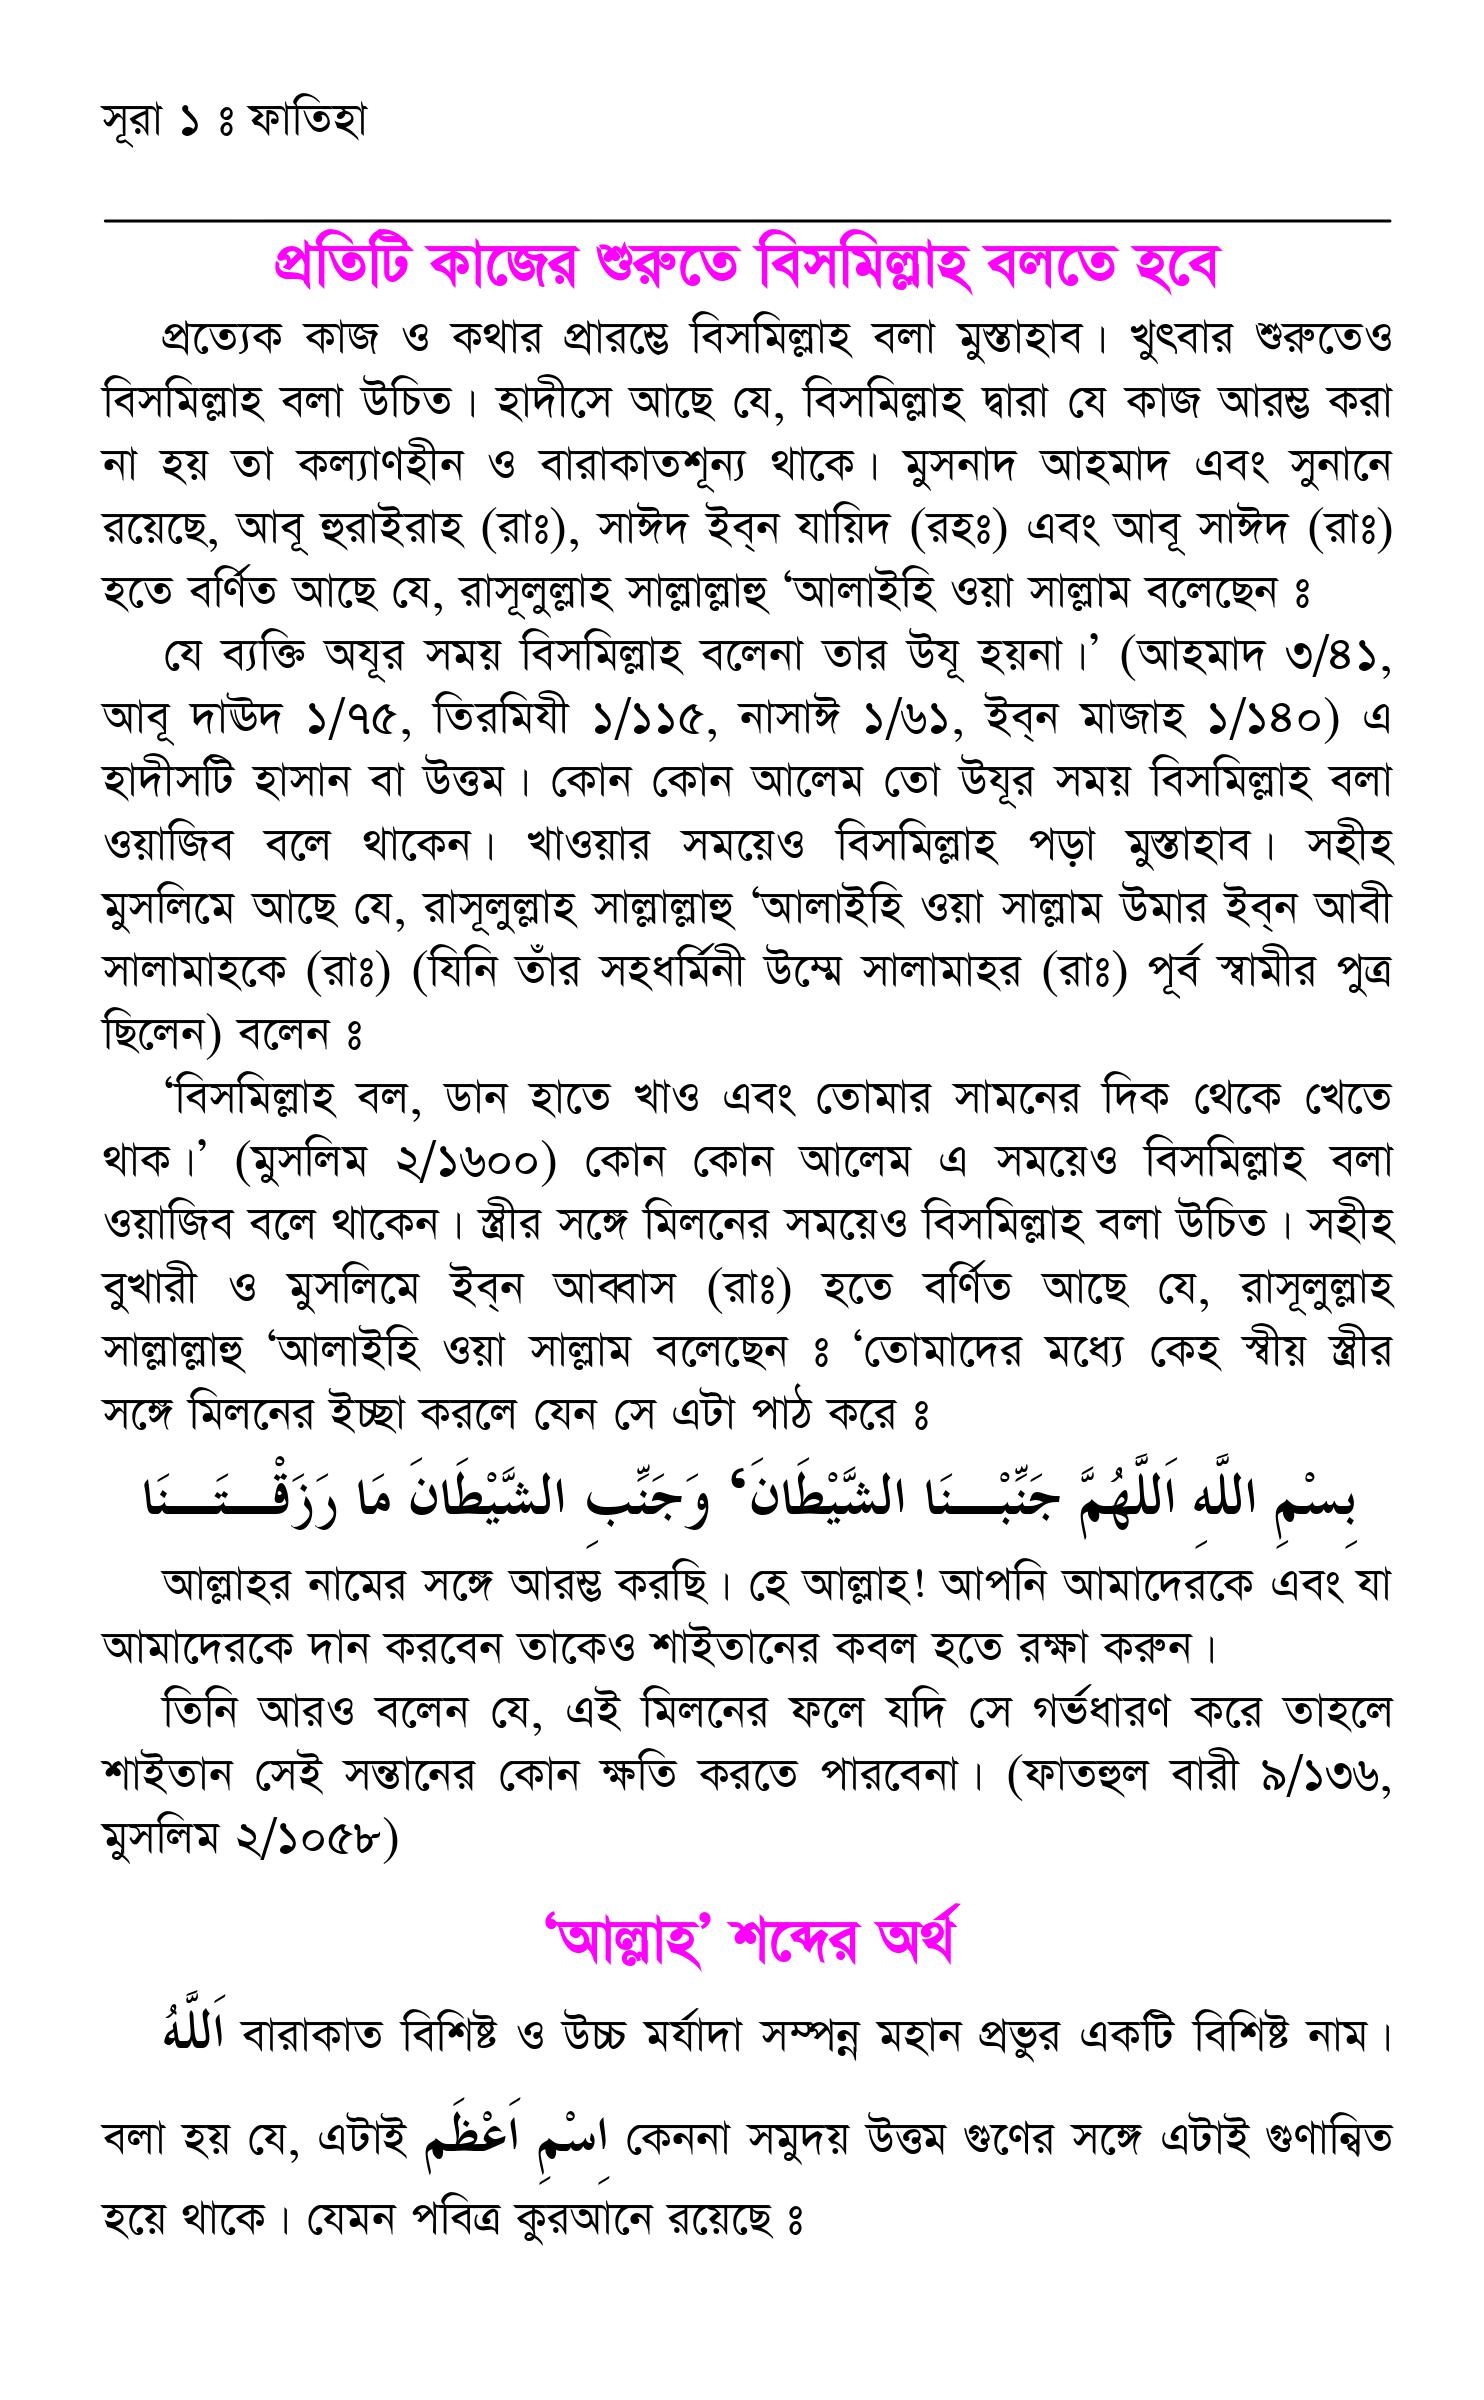 সূরা ১ ঃ ফাতিহা
প্রতিটি কাজের শুরুতে বিসমিল্লাহ বলতে হবে
প্রত্যেক কাজ ও কথার প্রারম্ভে বিসমিল্লাহ বলা মুস্তাহাব। খুৎবার শুরুতেও
বিসমিল্লাহ বলা উচিত। হাদীসে আছে যে, বিসমিল্লাহ দ্বারা যে কাজ আরম্ভ করা
না হয় তা কল্যাণহীন ও বারাকাতশূন্য থাকে। মুসনাদ আহমাদ এবং সুনানে
রয়েছে, আবূ হুরাইরাহ (রাঃ), সাঈদ ইব্‌ন যায়িদ (রহঃ) এবং আবূ সাঈদ (রাঃ)
হতে বর্ণিত আছে যে, রাসূলুল্লাহ সাল্লাল্লাহু ‘আলাইহি ওয়া সাল্লাম বলেছেন ঃ
যে ব্যক্তি অযূর সময় বিসমিল্লাহ বলেনা তার উযূ হয়না।’ (আহমাদ ৩/৪১,
আবূ দাঊদ ১/৭৫, তিরমিযী ১/১১৫, নাসাঈ ১/৬১, ইব্‌ন মাজাহ ১/১৪০) এ
হাদীসটি হাসান বা উত্তম। কোন কোন আলেম তো উযূর সময় বিসমিল্লাহ বলা
ওয়াজিব বলে থাকেন। খাওয়ার সময়েও বিসমিল্লাহ পড়া মুস্তাহাব। সহীহ
মুসলিমে আছে যে, রাসূলুল্লাহ সাল্লাল্লাহু ‘আলাইহি ওয়া সাল্লাম উমার ইব্‌ন আবী
সালামাহকে (রাঃ) (যিনি তাঁর সহধর্মিনী উম্মে সালামাহর (রাঃ) পূর্ব স্বামীর পুত্র
ছিলেন) বলেন ঃ
‘বিসমিল্লাহ বল, ডান হাতে খাও এবং তোমার সামনের দিক থেকে খেতে
থাক।’ (মুসলিম ২/১৬০০) কোন কোন আলেম এ সময়েও বিসমিল্লাহ বলা
ওয়াজিব বলে থাকেন। স্ত্রীর সঙ্গে মিলনের সময়েও বিসমিল্লাহ বলা উচিত। সহীহ
বুখারী ও মুসলিমে ইব্‌ন আব্বাস (রাঃ) হতে বর্ণিত আছে যে, রাসূলুল্লাহ
সাল্লাল্লাহু ‘আলাইহি ওয়া সাল্লাম বলেছেন ঃ ‘তোমাদের মধ্যে কেহ স্বীয় স্ত্রীর
সঙ্গে মিলনের ইচ্ছা করলে যেন সে এটা পাঠ করে ঃ
بِسْمِ اللَّهِ اَللَّهُمَّ جَنِّبْـــنَا الشَّيْطَانَ‘ وَجَنِّبِ الشَّيْطَانَ مَا رَزَقْـــتَـــنَا
আল্লাহর নামের সঙ্গে আরম্ভ করছি। হে আল্লাহ! আপনি আমাদেরকে এবং যা
আমাদেরকে দান করবেন তাকেও শাইতানের কবল হতে রক্ষা করুন।
তিনি আরও বলেন যে, এই মিলনের ফলে যদি সে গর্ভধারণ করে তাহলে
শাইতান সেই সন্তানের কোন ক্ষতি করতে পারবেনা। (ফাতহুল বারী ৯/১৩৬,
মুসলিম ২/১০৫৮)
‘আল্লাহ’ শব্দের অর্থ
اَللَّهُ বারাকাত বিশিষ্ট ও উচ্চ মর্যাদা সম্পন্ন মহান প্রভুর একটি বিশিষ্ট নাম।
বলা হয় যে, এটাই اِسْمِ اَعْظَم কেননা সমুদয় উত্তম গুণের সঙ্গে এটাই গুণান্বিত
হয়ে থাকে। যেমন পবিত্র কুরআনে রয়েছে ঃ